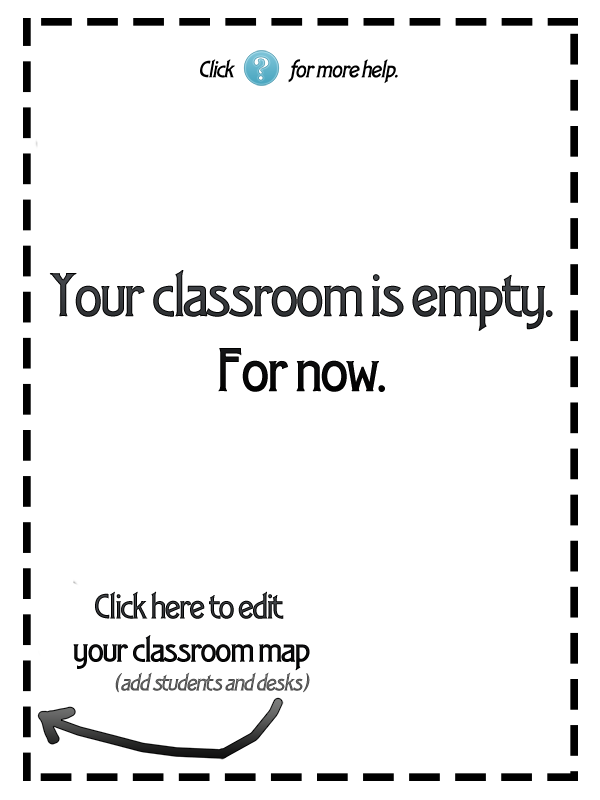 Click ? for more help.
Your classroom is empty.
For now.
Click here to edit
your classroom map
(add students and desks)